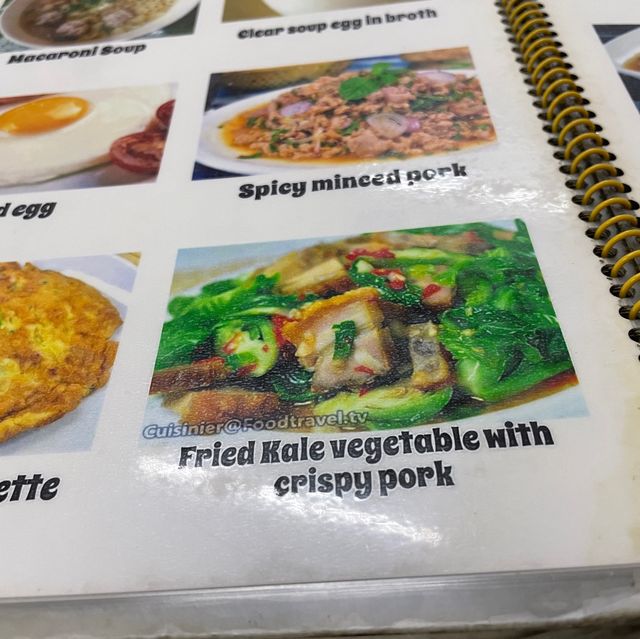 Macaroni Soup
Clear soup egg in broth
d egg
Spicy minced pork
ette
Cuisinier@Foodtravel.tv
Fried Kale vegetable with
crispy pork